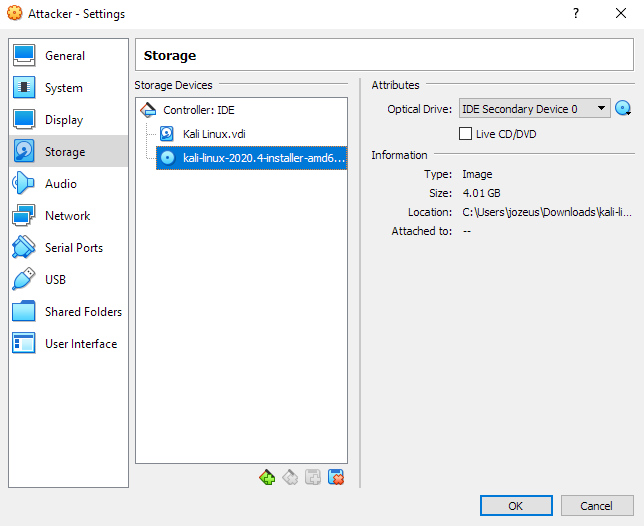 Attacker - Settings
General
System
Display
Storage
Audio
Network
Serial Ports
USB
Shared Folders
User Interface
Storage
Storage Devices
Controller: IDE
Kali Linux.vdi
kali-linux-2020.4-installer-amd6...
Attributes
Optical Drive: IDE Secondary Device 0
Live CD/DVD
Information
Type: Image
Size: 4.01 GB
Location: C:\Users\jozeus\Downloads\kali-li...
Attached to: --
OK Cancel